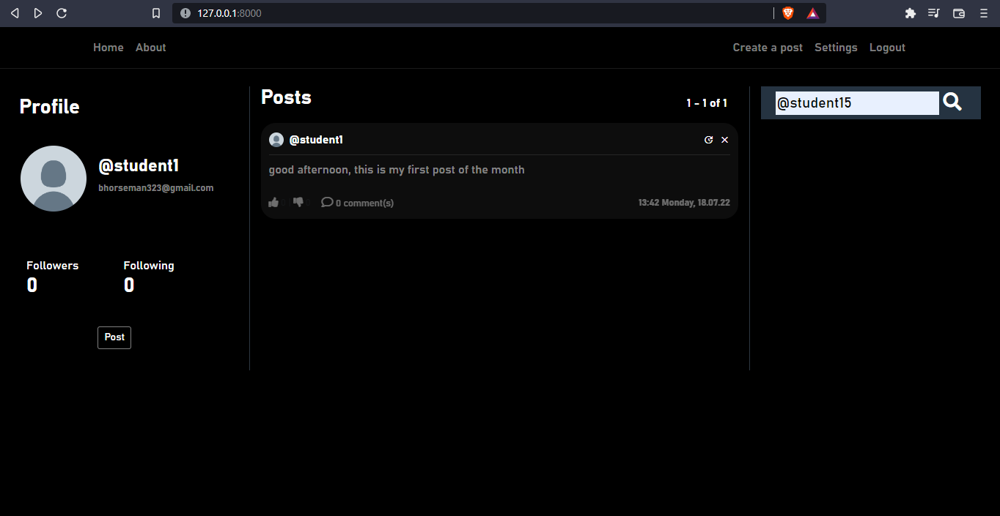 127.0.0.1:8000
Home About
Create a post Settings Logout
Profile
@student1
bhorseman323@gmail.com
Followers Following
0 0
Post
Posts
1 - 1 of 1
@student1
good afternoon, this is my first post of the month
0 0 0 comment(s)
13:42 Monday, 18.07.22
@student15